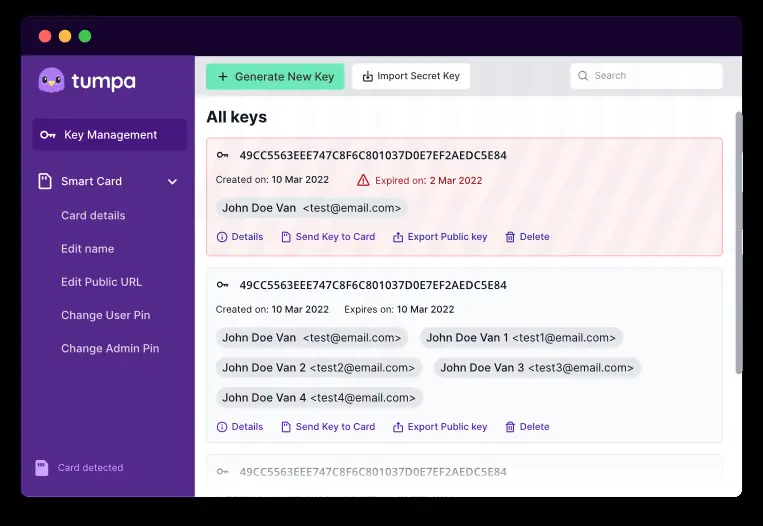 tumpa
Generate New Key
Import Secret Key
Search
Key Management
Smart Card
Card details
Edit name
Edit Public URL
Change User Pin
Change Admin Pin
Card detected
All keys
49CC5563EEE747C8F6C801037D0E7EF2AEDC5E84
Created on: 10 Mar 2022 Expired on: 2 Mar 2022
John Doe Van <test@email.com>
Details Send Key to Card Export Public key Delete
49CC5563EEE747C8F6C801037D0E7EF2AEDC5E84
Created on: 10 Mar 2022 Expires on: 10 Mar 2022
John Doe Van <test@email.com> John Doe Van 1 <test1@email.com>
John Doe Van 2 <test2@email.com> John Doe Van 3 <test3@email.com>
John Doe Van 4 <test4@email.com>
Details Send Key to Card Export Public key Delete
49CC5563EEE747C8F6C801037D0E7EF2AEDC5E84